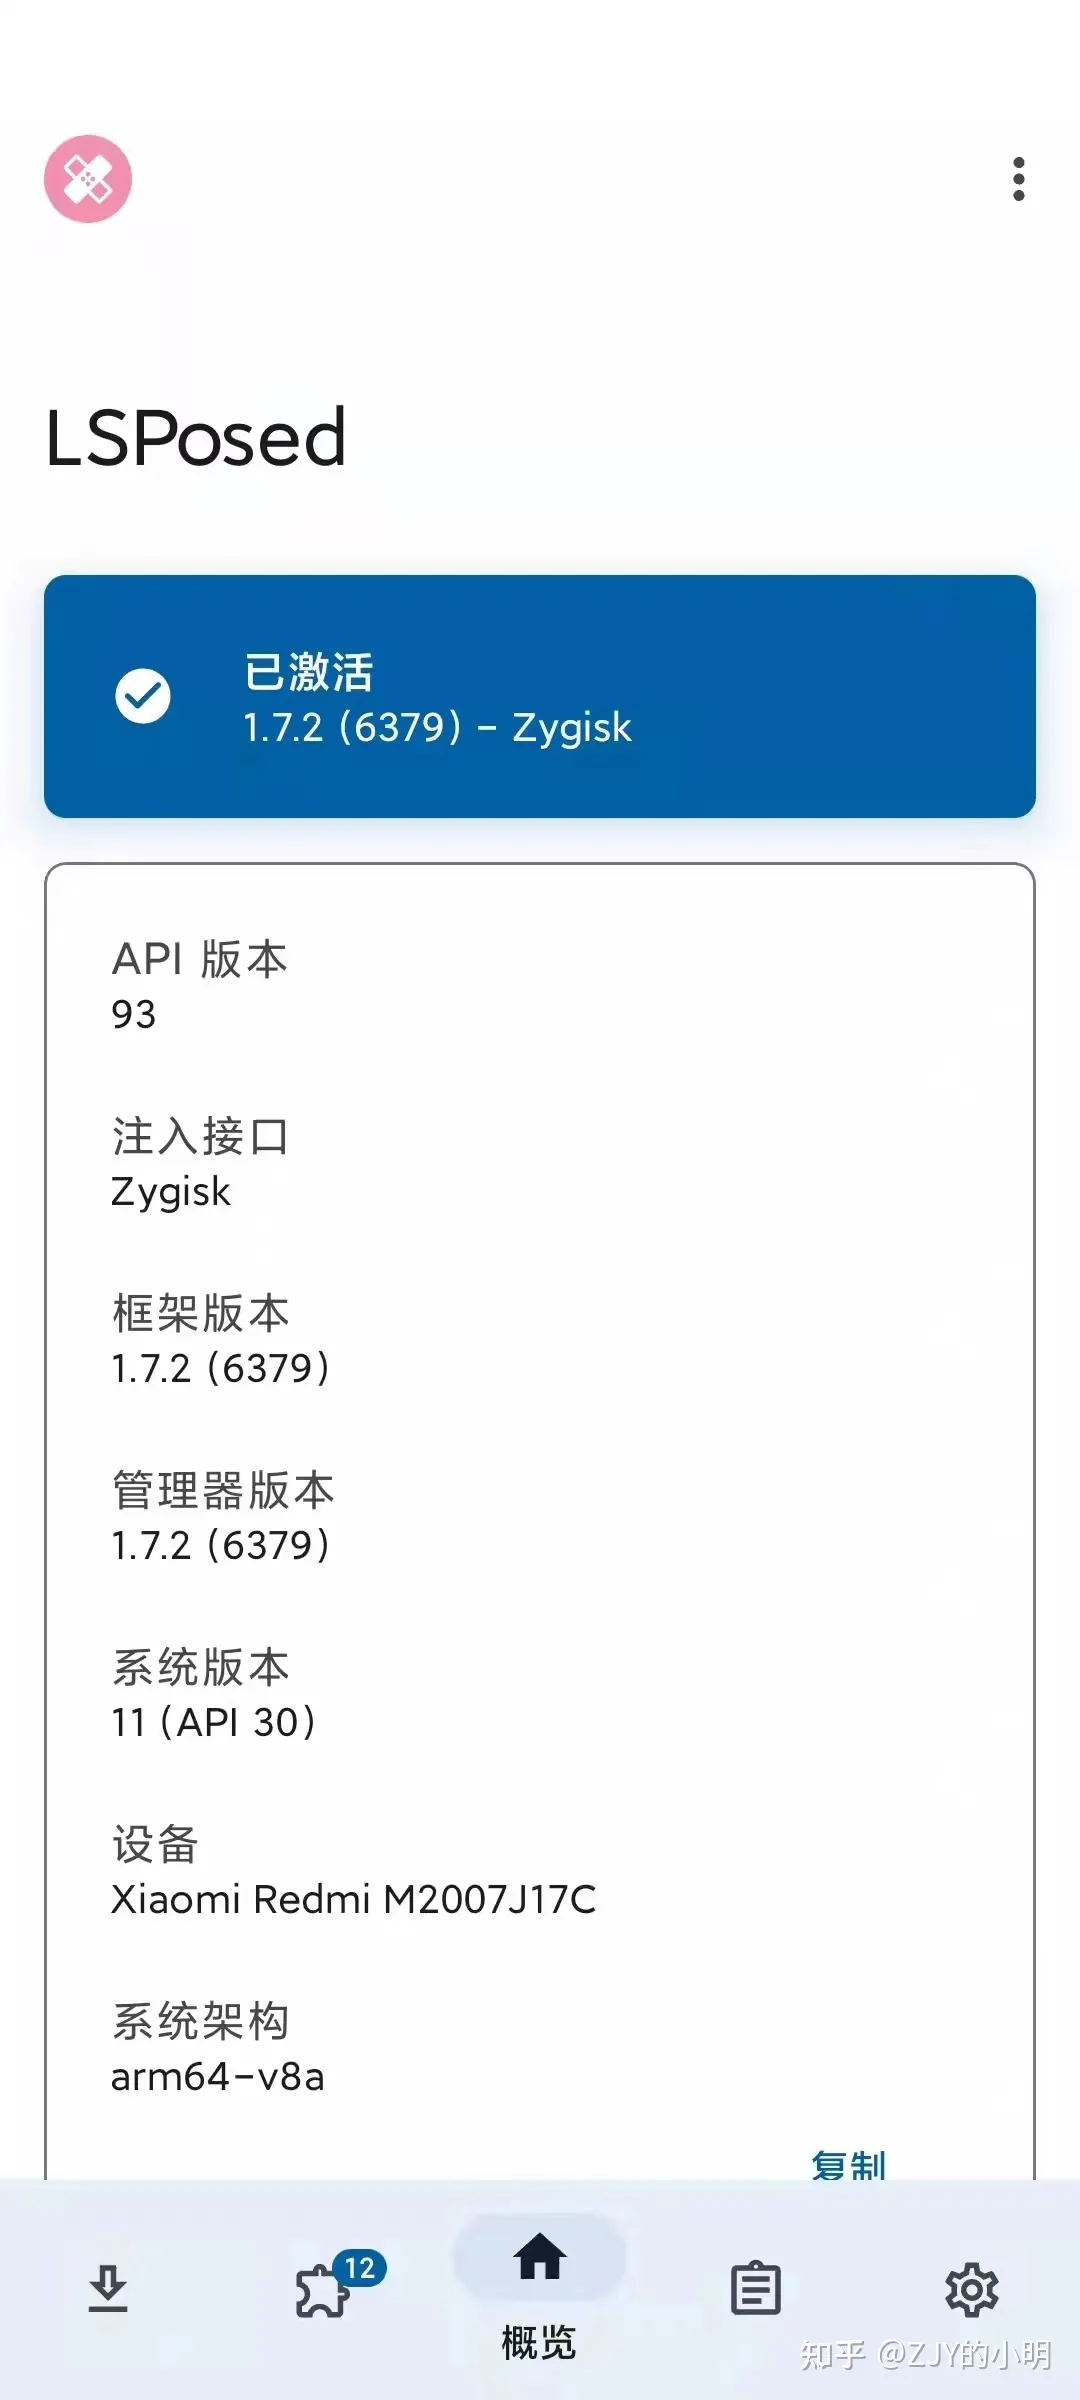 LSPosed
已激活
1.7.2 (6379) - Zygisk
API 版本
93
注入接口
Zygisk
框架版本
1.7.2 (6379)
管理器版本
1.7.2 (6379)
系统版本
11 (API 30)
设备
Xiaomi Redmi M2007J17C
系统架构
arm64-v8a
复制
12
概览
知乎 @ZJY的小明